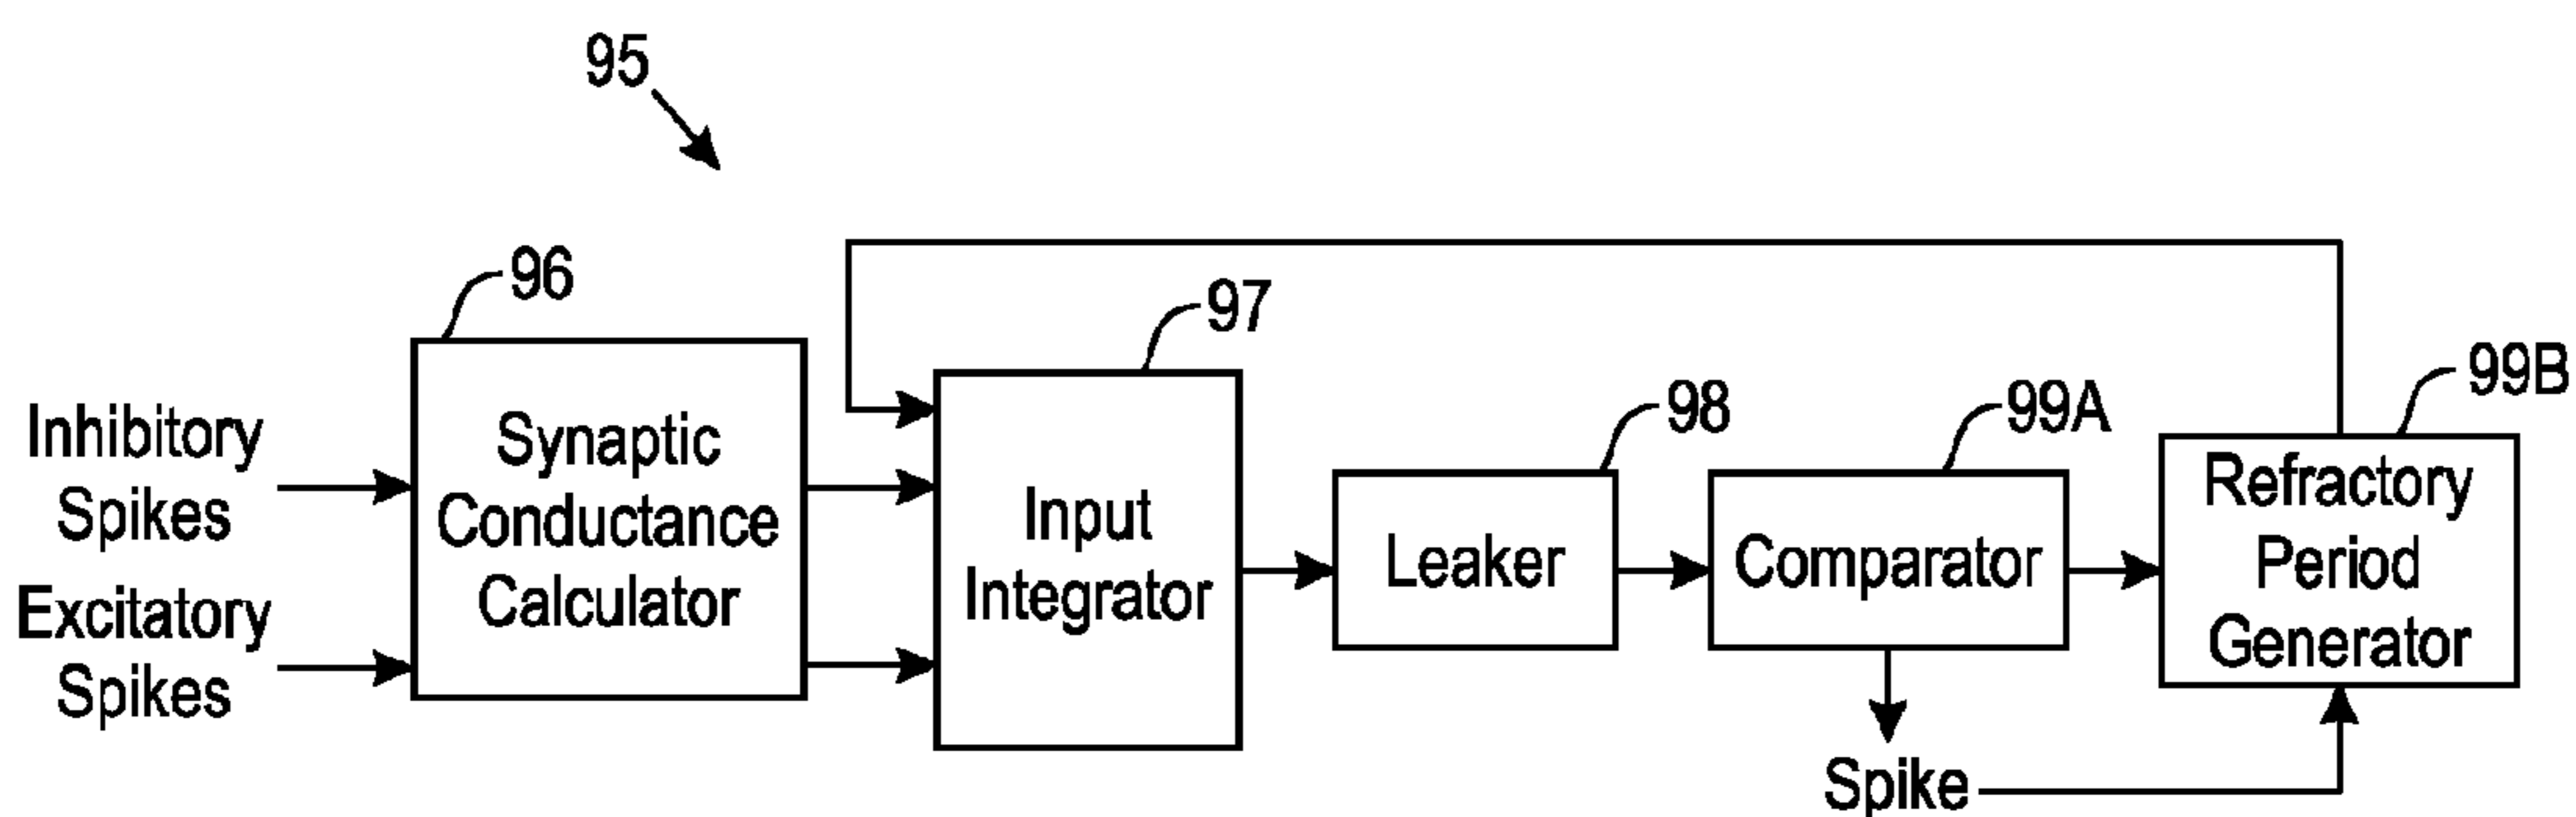 95
96
97
98
99A
99B
Inhibitory
Spikes
Excitatory
Spikes
Synaptic
Conductance
Calculator
Input
Integrator
Leaker
Comparator
Refractory
Period
Generator
Spike